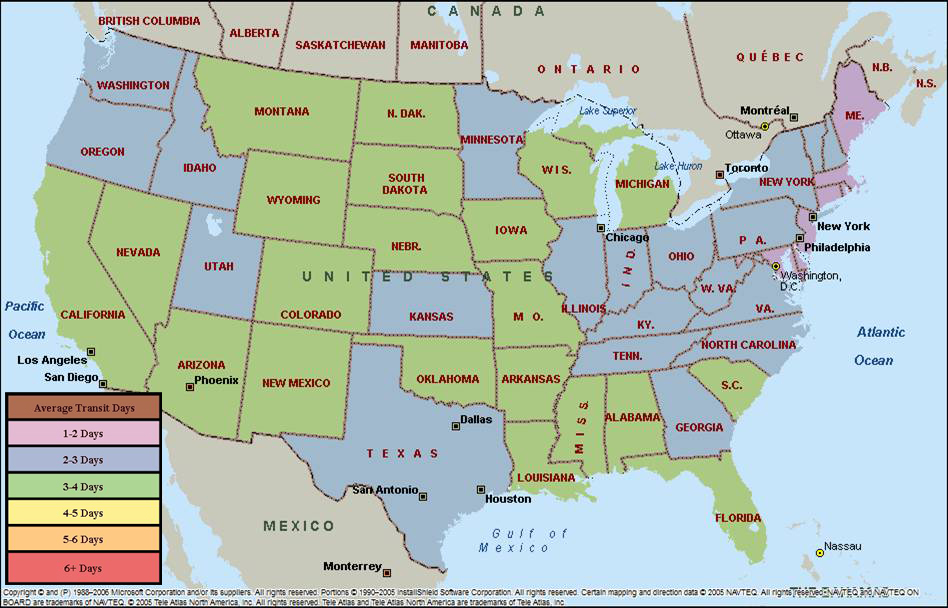 CANADA
BRITISH COLUMBIA
ALBERTA
SASKATCHEWAN
MANITOBA
ONTARIO
QUÉBEC
N.B.
N.S.
WASHINGTON
MONTANA
N. DAK.
MINNESOTA
Lake Superior
Montréal
Ottawa
ME.
OREGON
IDAHO
WYOMING
SOUTH
DAKOTA
WIS.
MICHIGAN
Lake Huron
Toronto
NEW YORK
New York
Philadelphia
NEVADA
UTAH
NEBR.
IOWA
Chicago
ILLINOIS
IND.
OHIO
P A.
Washington,
D.C.
UNITED STATES
Pacific
Ocean
CALIFORNIA
COLORADO
KANSAS
M O.
KY.
W. VA.
VA.
Atlantic
Ocean
Los Angeles
San Diego
ARIZONA
Phoenix
NEW MEXICO
OKLAHOMA
ARKANSAS
TENN.
NORTH CAROLINA
S.C.
MISS.
ALABAMA
GEORGIA
Dallas
TEXAS
San Antonio
Houston
LOUISIANA
FLORIDA
MEXICO
Monterrey
Gulf of
Mexico
Nassau
Average Transit Days
1-2 Days
2-3 Days
3-4 Days
4-5 Days
5-6 Days
6+ Days
Copyright © and (P) 1988–2006 Microsoft Corporation and/or its suppliers. All rights reserved. Portions © 1990–2005 InstallShield Software Corporation. All rights reserved. Certain mapping and direction data © 2005 NAVTEQ. All rights reserved. NAVTEQ and NAVTEQ ON
BOARD are trademarks of NAVTEQ. © 2005 Tele Atlas North America, Inc. All rights reserved. Tele Atlas and Tele Atlas North America are trademarks of Tele Atlas, Inc.